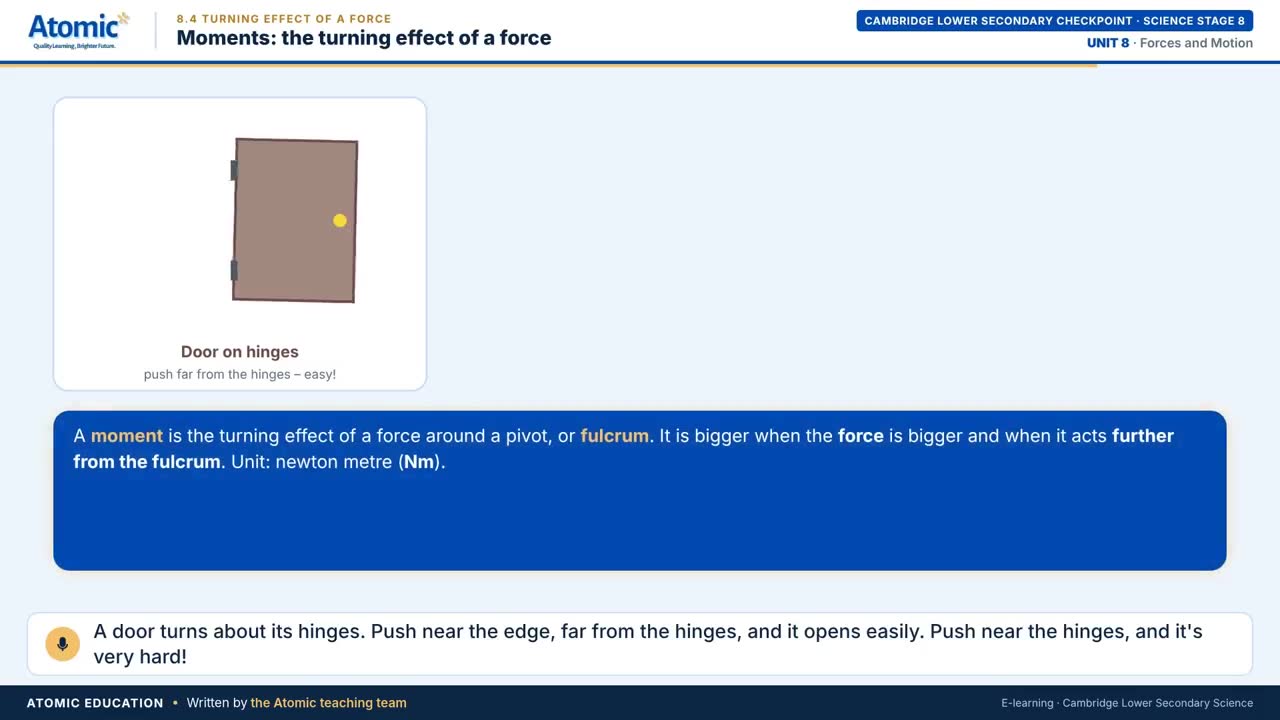 Atomic
Quality Learning, Brighter Future.
8.4 TURNING EFFECT OF A FORCE
Moments: the turning effect of a force
CAMBRIDGE LOWER SECONDARY CHECKPOINT · SCIENCE STAGE 8
UNIT 8 · Forces and Motion
Door on hinges
push far from the hinges – easy!
A moment is the turning effect of a force around a pivot, or fulcrum. It is bigger when the force is bigger and when it acts further
from the fulcrum. Unit: newton metre (Nm).
A door turns about its hinges. Push near the edge, far from the hinges, and it opens easily. Push near the hinges, and it's
very hard!
ATOMIC EDUCATION • Written by the Atomic teaching team
E-learning · Cambridge Lower Secondary Science